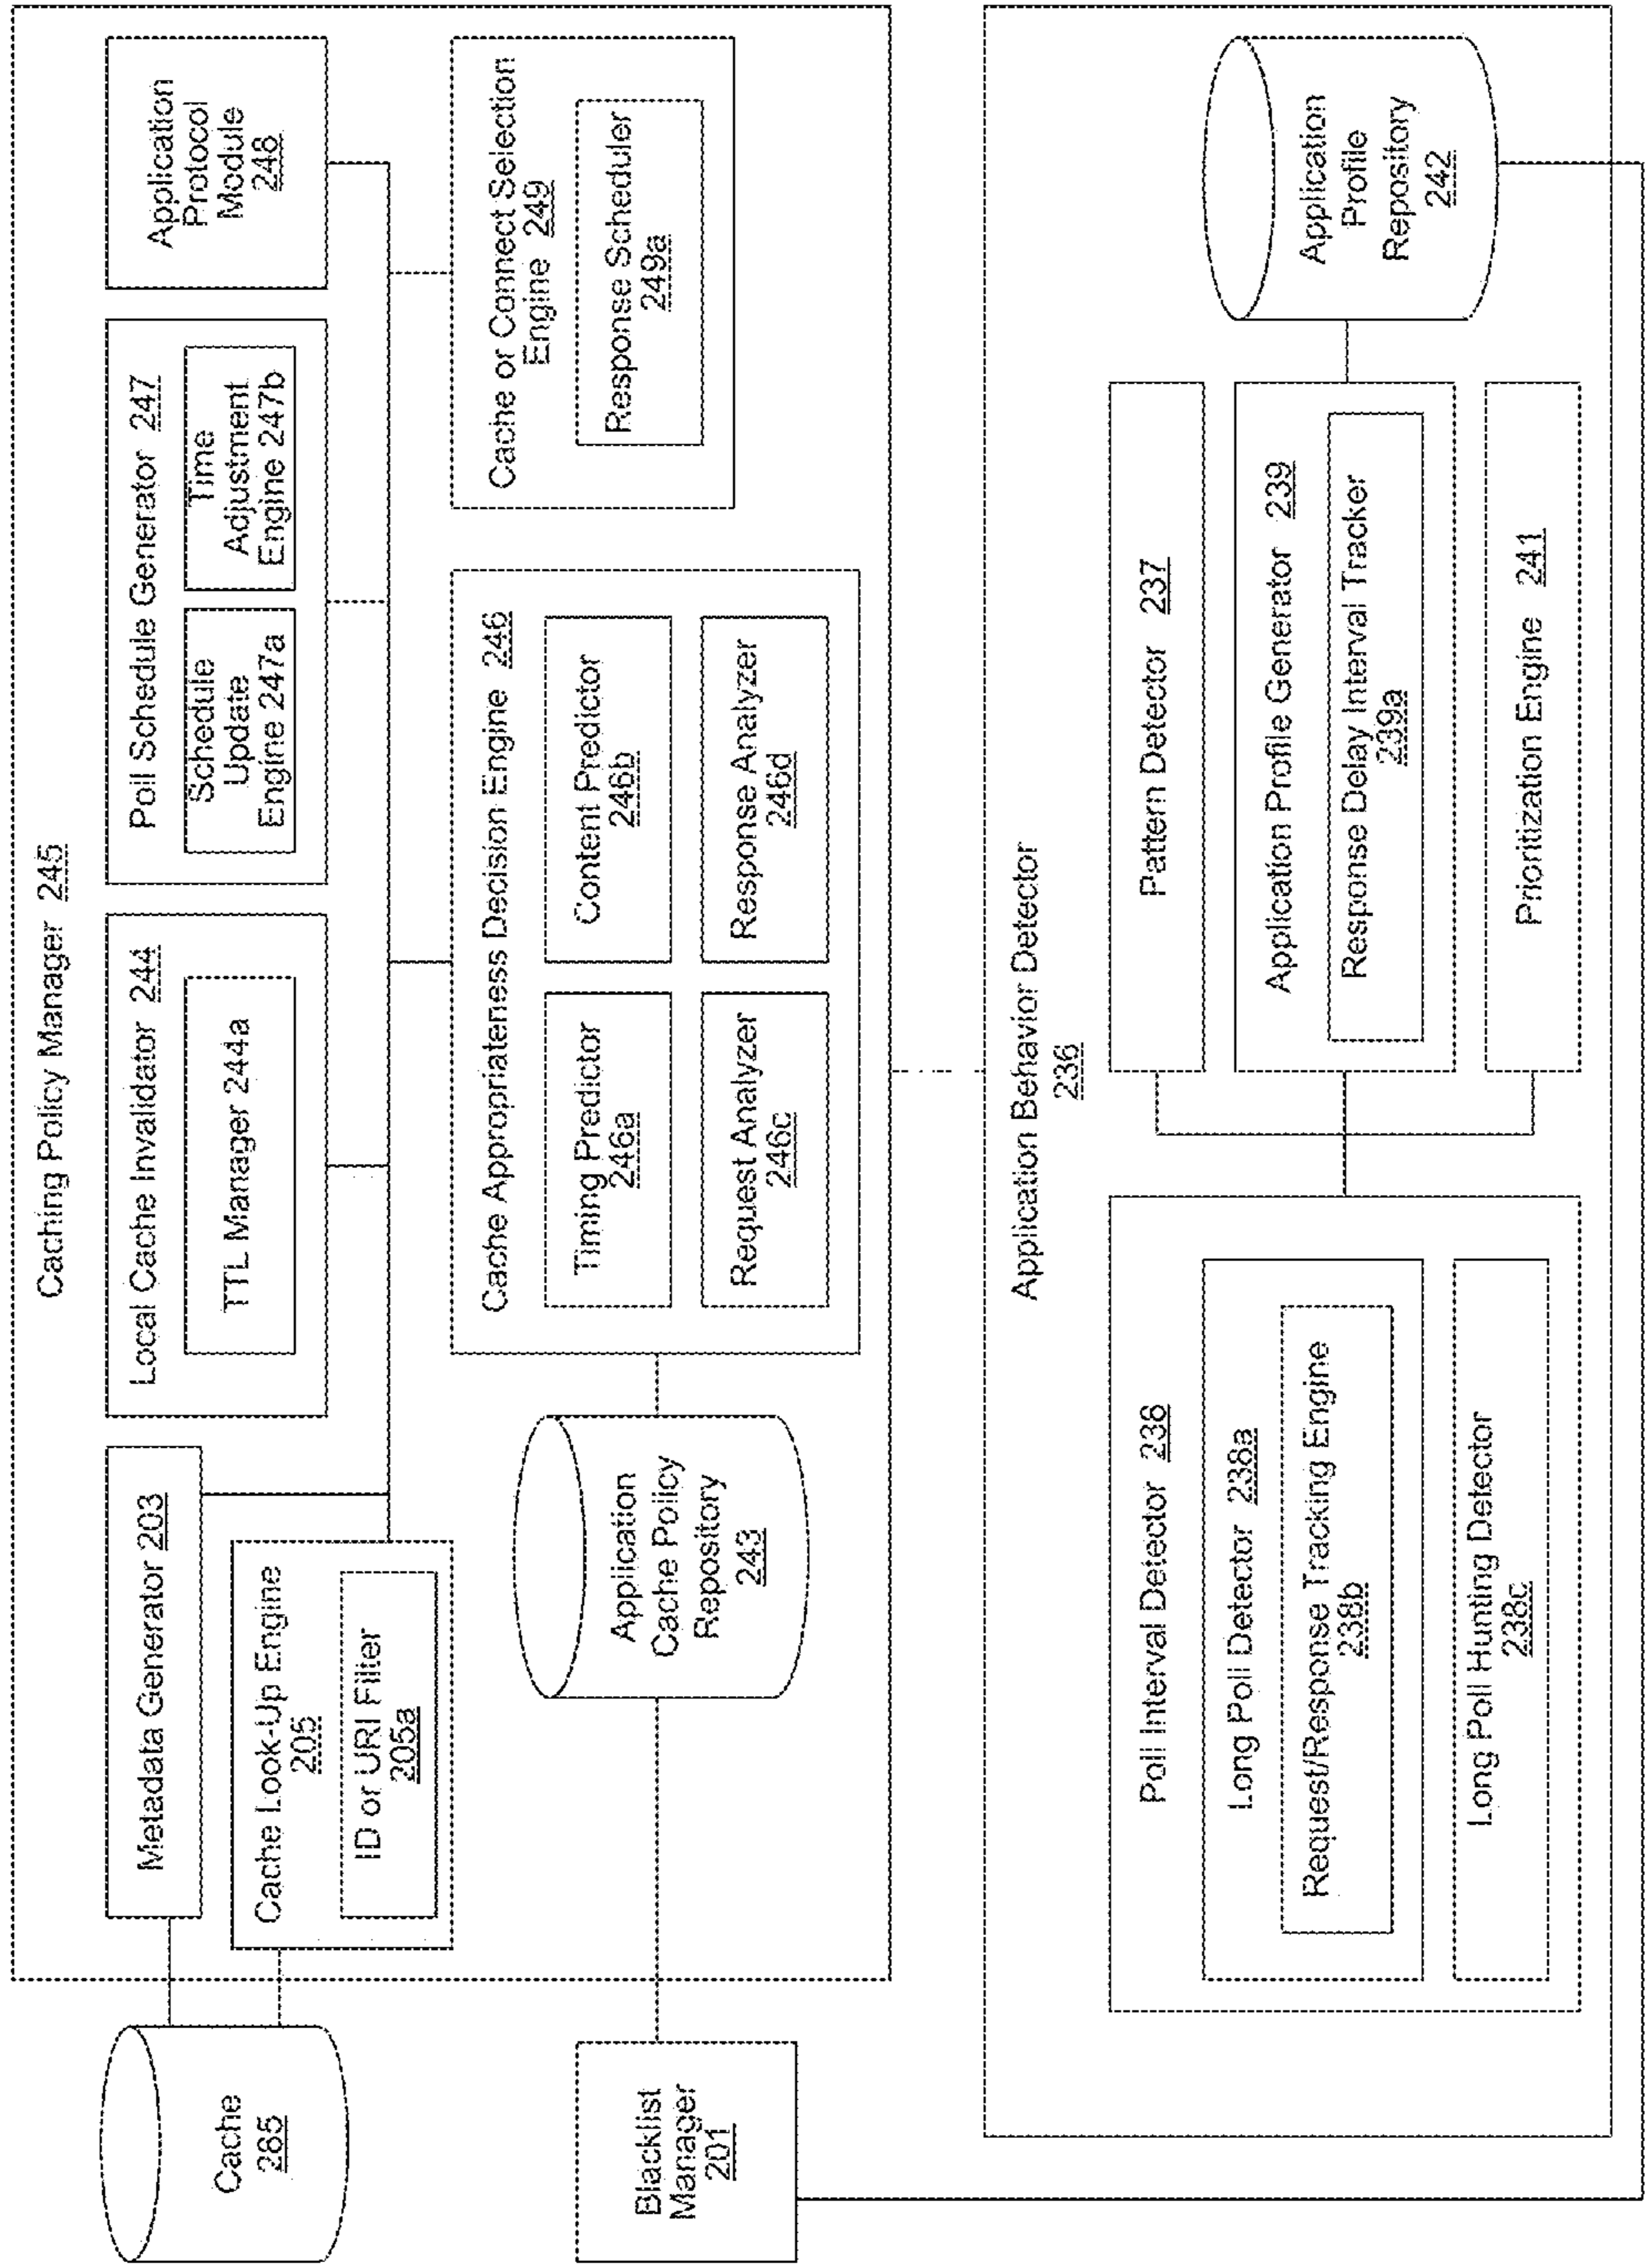 Caching Policy Manager 245
Metadata Generator 203
Cache Look-Up Engine
205
ID or URI Filter
205a
Local Cache Invalidator 244
TTL Manager 244a
Poll Schedule Generator 247
Schedule
Update
Engine 247a
Time
Adjustment
Engine 247b
Application
Protocol
Module
248
Cache
285
Application
Cache Policy
Repository
243
Cache Appropriateness Decision Engine 246
Timing Predictor
246a
Content Predictor
246b
Request Analyzer
246c
Response Analyzer
246d
Cache or Connect Selection
Engine 249
Response Scheduler
249a
Blacklist
Manager
201
Application Behavior Detector
236
Poll Interval Detector 238
Long Poll Detector 238a
Request/Response Tracking Engine
238b
Long Poll Hunting Detector
238c
Pattern Detector 237
Application Profile Generator 239
Response Delay Interval Tracker
239a
Prioritization Engine 241
Application
Profile
Repository
242